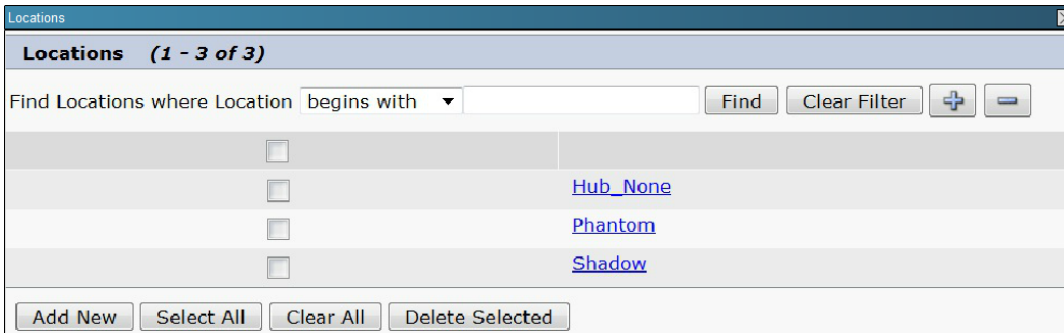 Locations
Locations (1 - 3 of 3)
Find Locations where Location begins with Find Clear Filter
Hub_None
Phantom
Shadow
Add New Select All Clear All Delete Selected